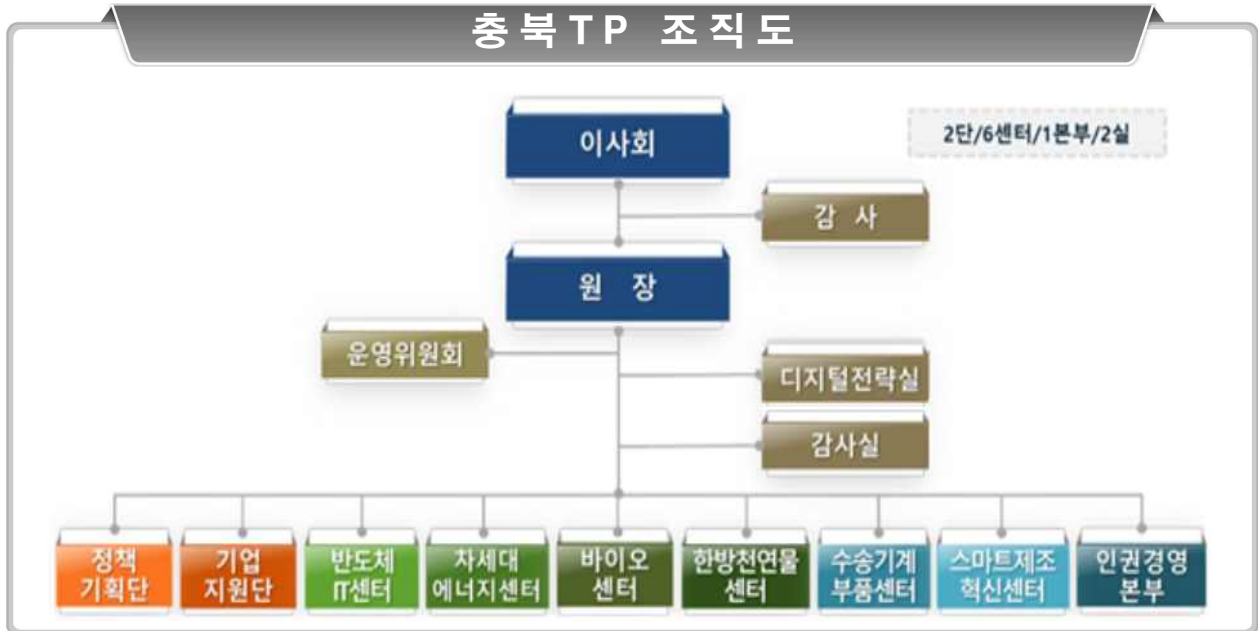 충북TP 조직도
이사회
2단/6센터/1본부/2실
감 사
원 장
운영위원회
디지털전략실
감사실
정책
기획단
기업
지원단
반도체
IT센터
차세대
에너지센터
바이오
센터
한방천연물
센터
수송기계
부품센터
스마트제조
혁신센터
인권경영
본부